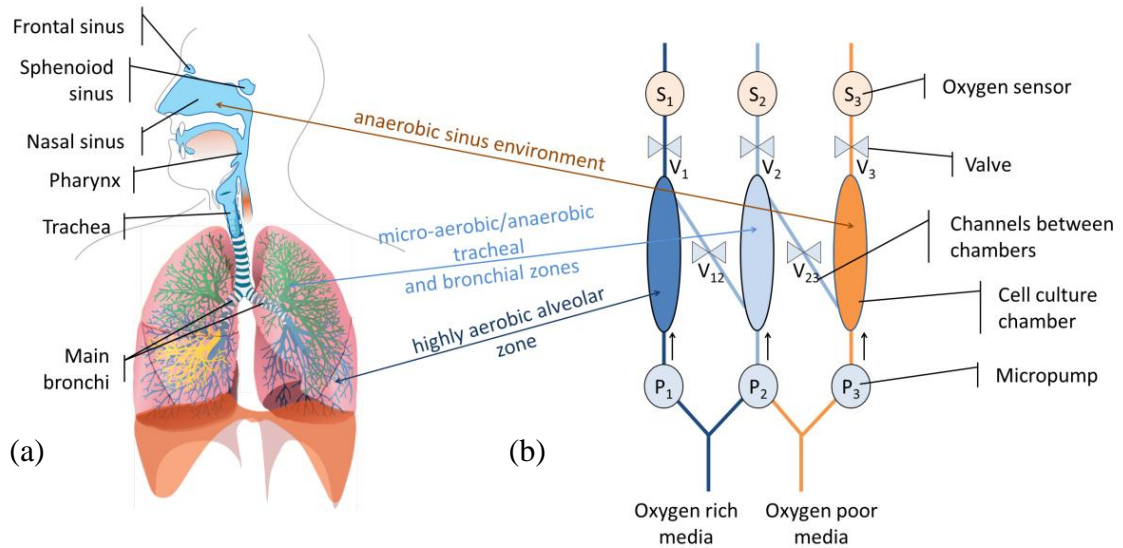 Frontal sinus
Sphenoiod
sinus
Nasal sinus
Pharynx
Trachea
Main
bronchi
(a)
anaerobic sinus environment
micro-aerobic/anaerobic
tracheal
and bronchial zones
highly aerobic alveolar
zone
(b)
S1
S2
S3
Oxygen sensor
V1
V2
V3
Valve
V12
V23
Channels between
chambers
Cell culture
chamber
P1
P2
P3
Micropump
Oxygen rich
media
Oxygen poor
media